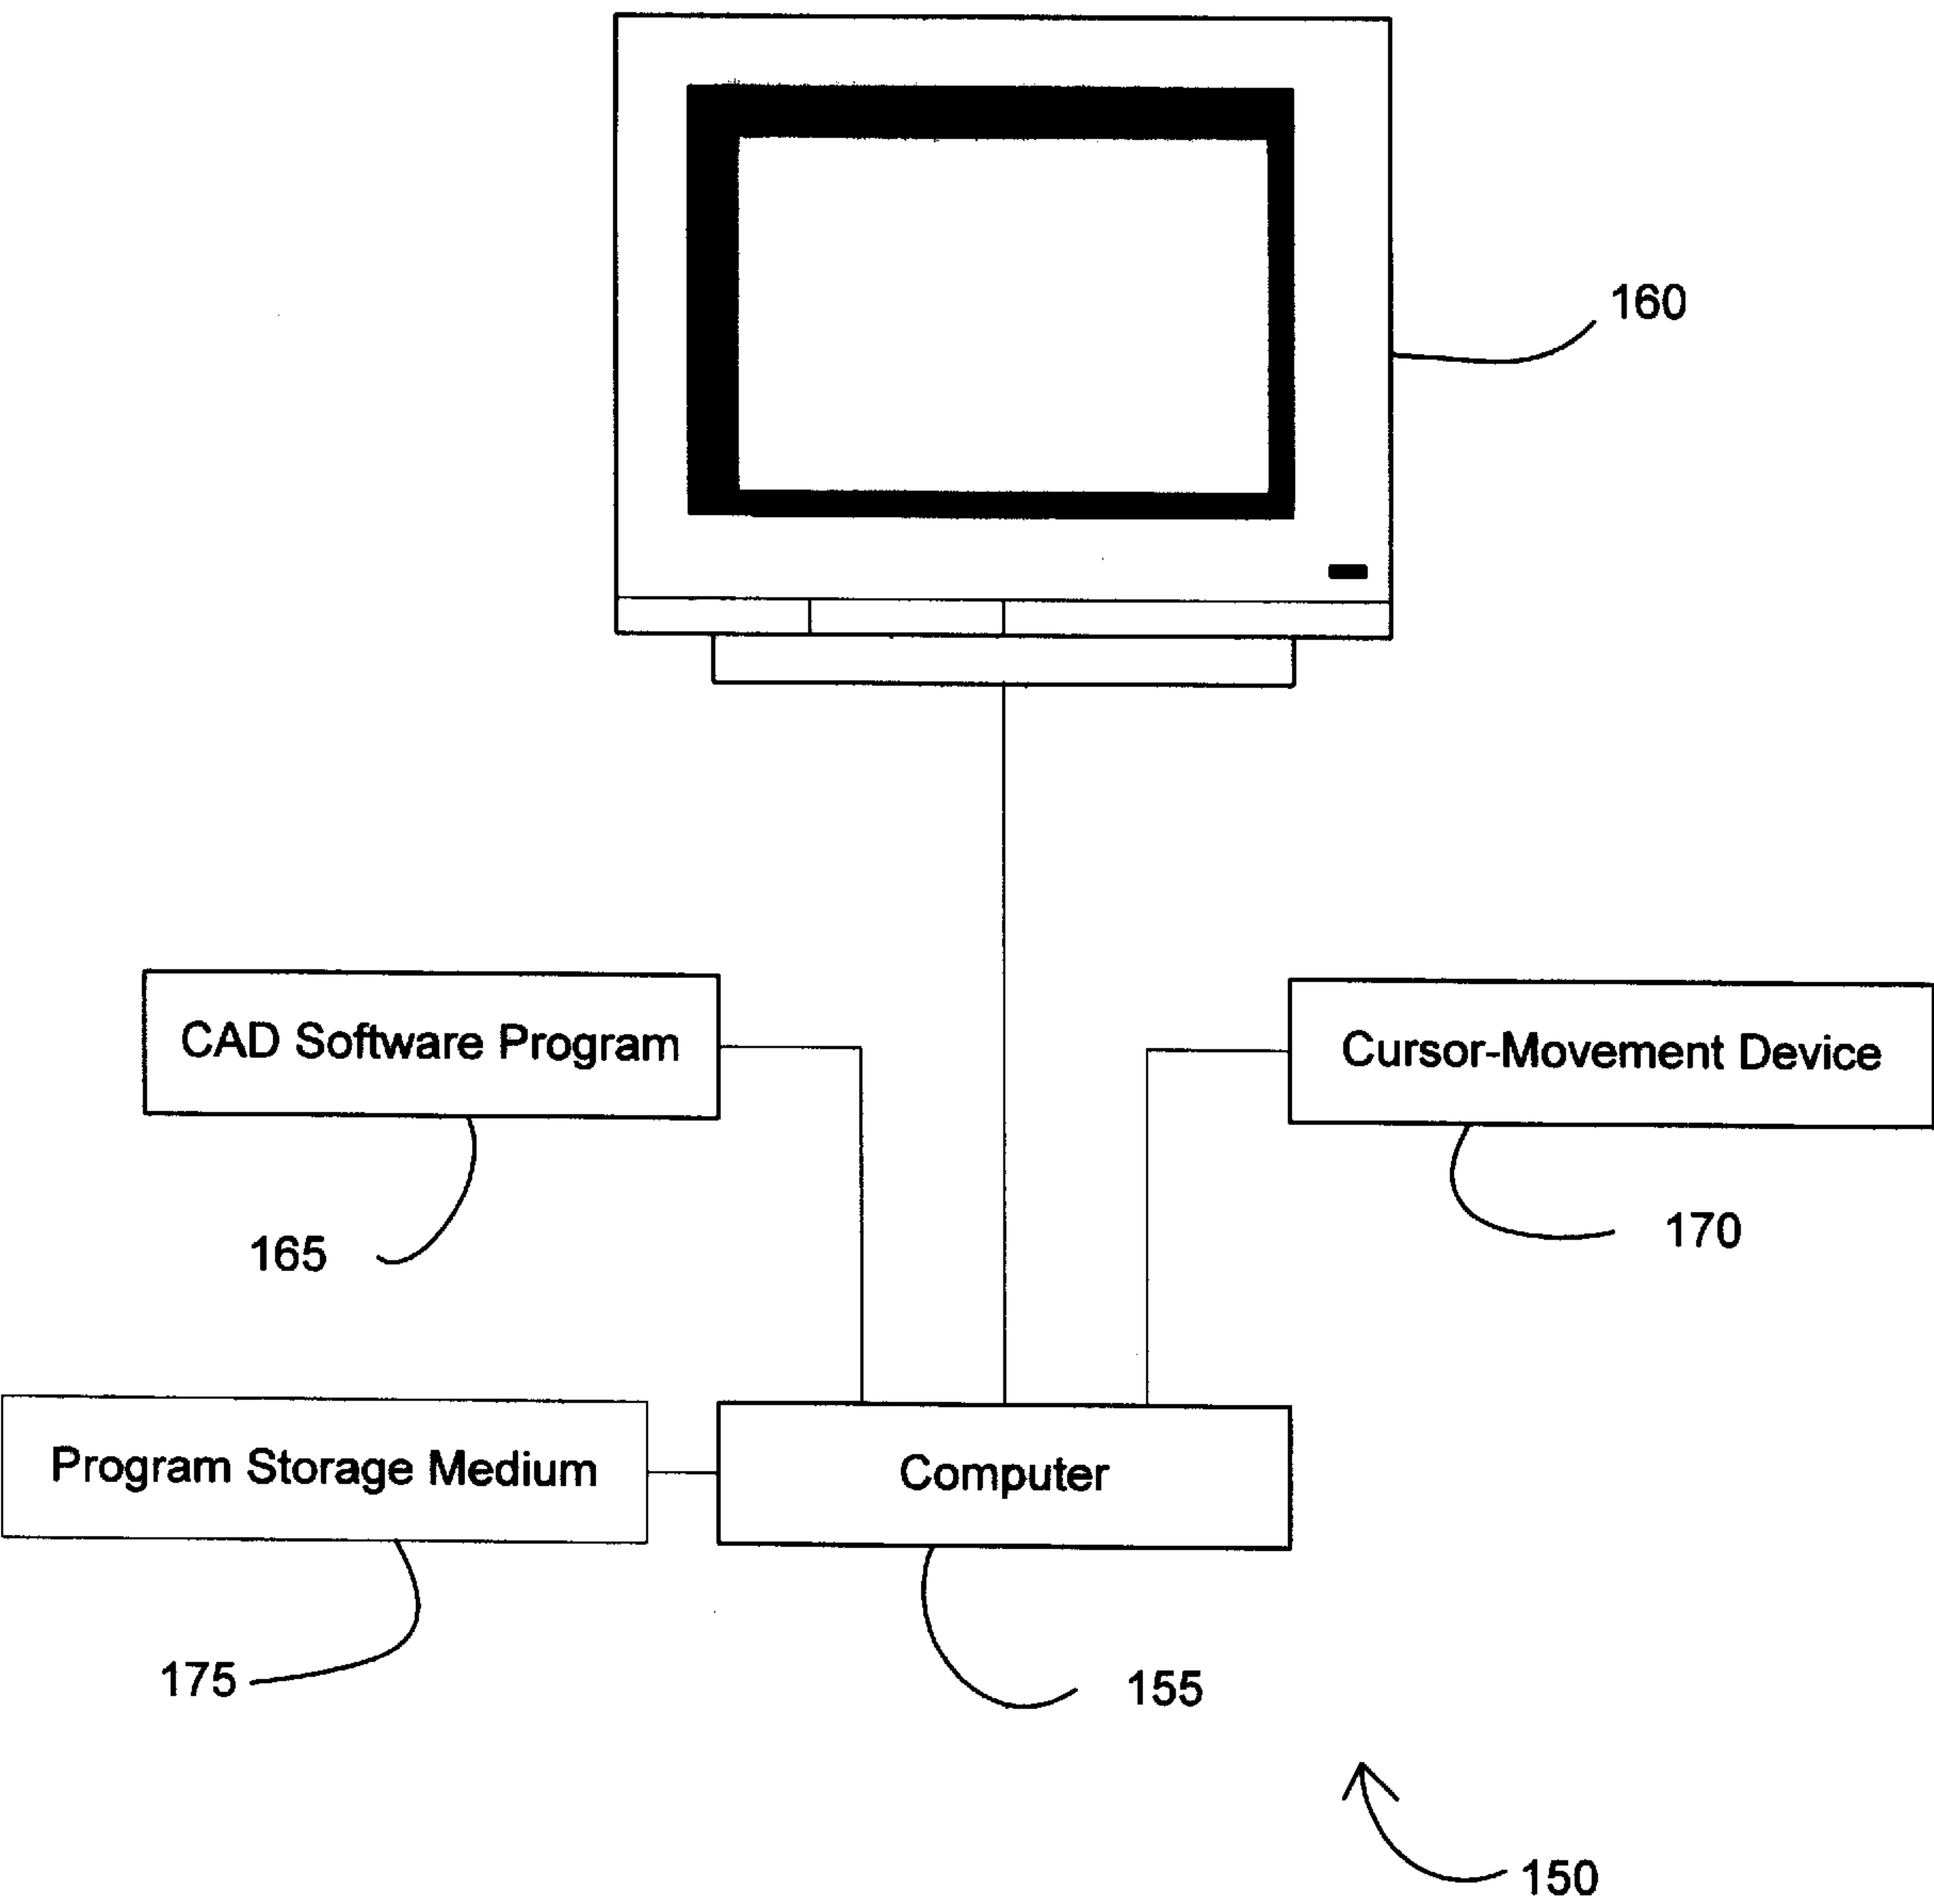 160
CAD Software Program
Cursor-Movement Device
165
170
Program Storage Medium
Computer
175
155
150